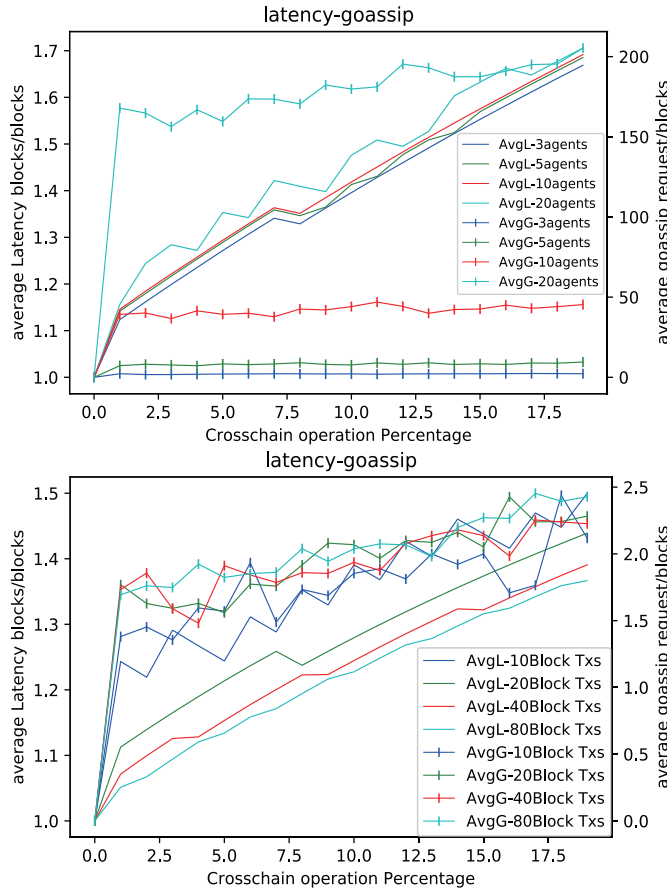 latency-goassip
average Latency blocks/blocks
1.7
1.6
1.5
1.4
1.3
1.2
1.1
1.0
200
150
100
50
0
average goassip request/blocks
AvgL-3agents
AvgL-5agents
AvgL-10agents
AvgL-20agents
AvgG-3agents
AvgG-5agents
AvgG-10agents
AvgG-20agents
0.0 2.5 5.0 7.5 10.0 12.5 15.0 17.5
Crosschain operation Percentage
latency-goassip
average Latency blocks/blocks
1.5
1.4
1.3
1.2
1.1
1.0
2.5
2.0
1.5
1.0
0.5
0.0
average goassip request/blocks
AvgL-10Block Txs
AvgL-20Block Txs
AvgL-40Block Txs
AvgL-80Block Txs
AvgG-10Block Txs
AvgG-20Block Txs
AvgG-40Block Txs
AvgG-80Block Txs
0.0 2.5 5.0 7.5 10.0 12.5 15.0 17.5
Crosschain operation Percentage